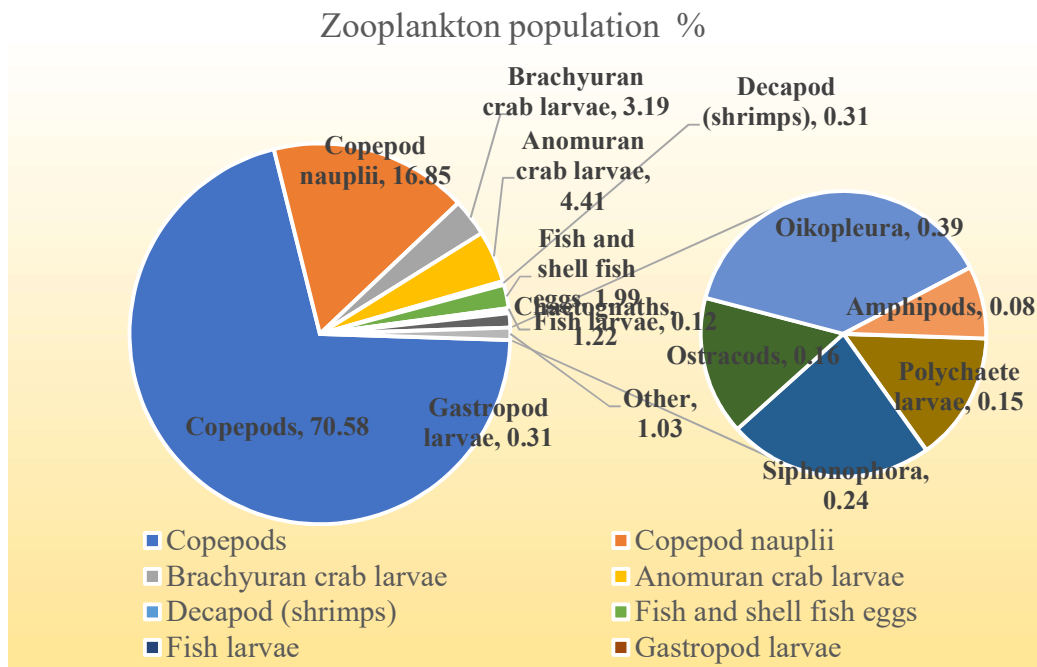 Zooplankton population %
Brachyuran
crab larvae, 3.19
Decapod
(shrimps), 0.31
Copepod
nauplii, 16.85
Anomuran
crab larvae,
4.41
Fish and
shell fish
eggs, 1.99
Chaetognaths,
1.22
Fish larvae, 0.12
Oikopleura, 0.39
Amphipods, 0.08
Ostracods, 0.16
Polychaete
larvae, 0.15
Other,
1.03
Gastropod
larvae, 0.31
Copepods, 70.58
Siphonophora,
0.24
Copepods
Copepod nauplii
Brachyuran crab larvae
Anomuran crab larvae
Decapod (shrimps)
Fish and shell fish eggs
Fish larvae
Gastropod larvae